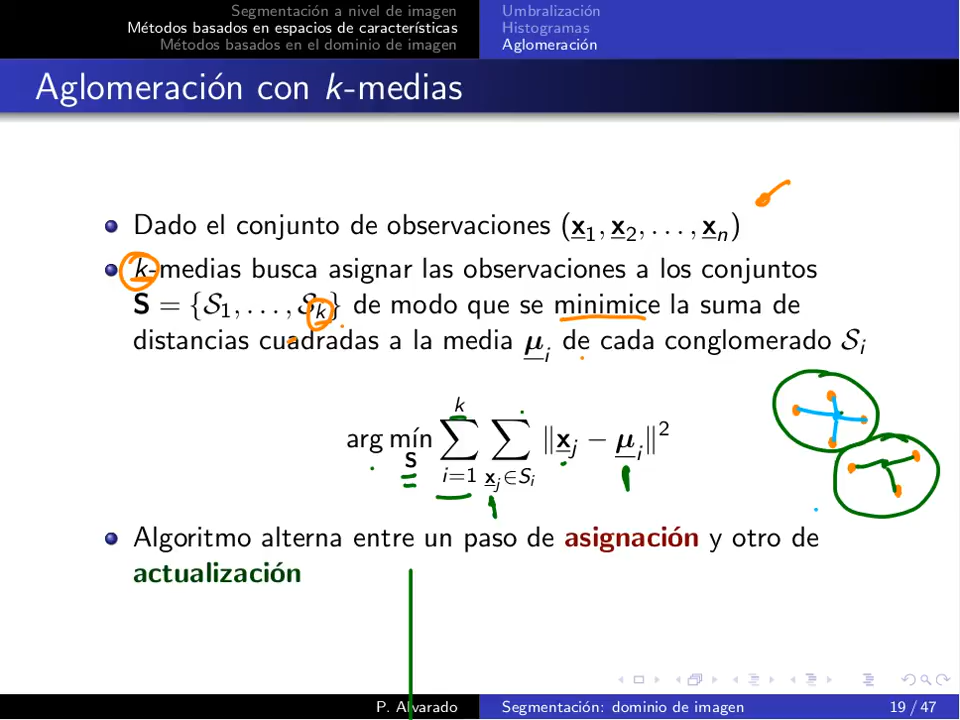 Segmentación a nivel de imagen
Métodos basados en espacios de características
Métodos basados en el dominio de imagen
Umbralización
Histogramas
Aglomeración
Aglomeración con k-medias
Dado el conjunto de observaciones (x₁, x₂, . . . , xₙ)
k-medias busca asignar las observaciones a los conjuntos
S = {𝒮₁, . . . , 𝒮ₖ} de modo que se minimice la suma de
distancias cuadradas a la media μᵢ de cada conglomerado 𝒮ᵢ
k
arg mín ∑ ∑ ‖xⱼ − μᵢ‖²
S i=1 xⱼ∈Sᵢ
Algoritmo alterna entre un paso de asignación y otro de
actualización
P. Alvarado
Segmentación: dominio de imagen
19 / 47